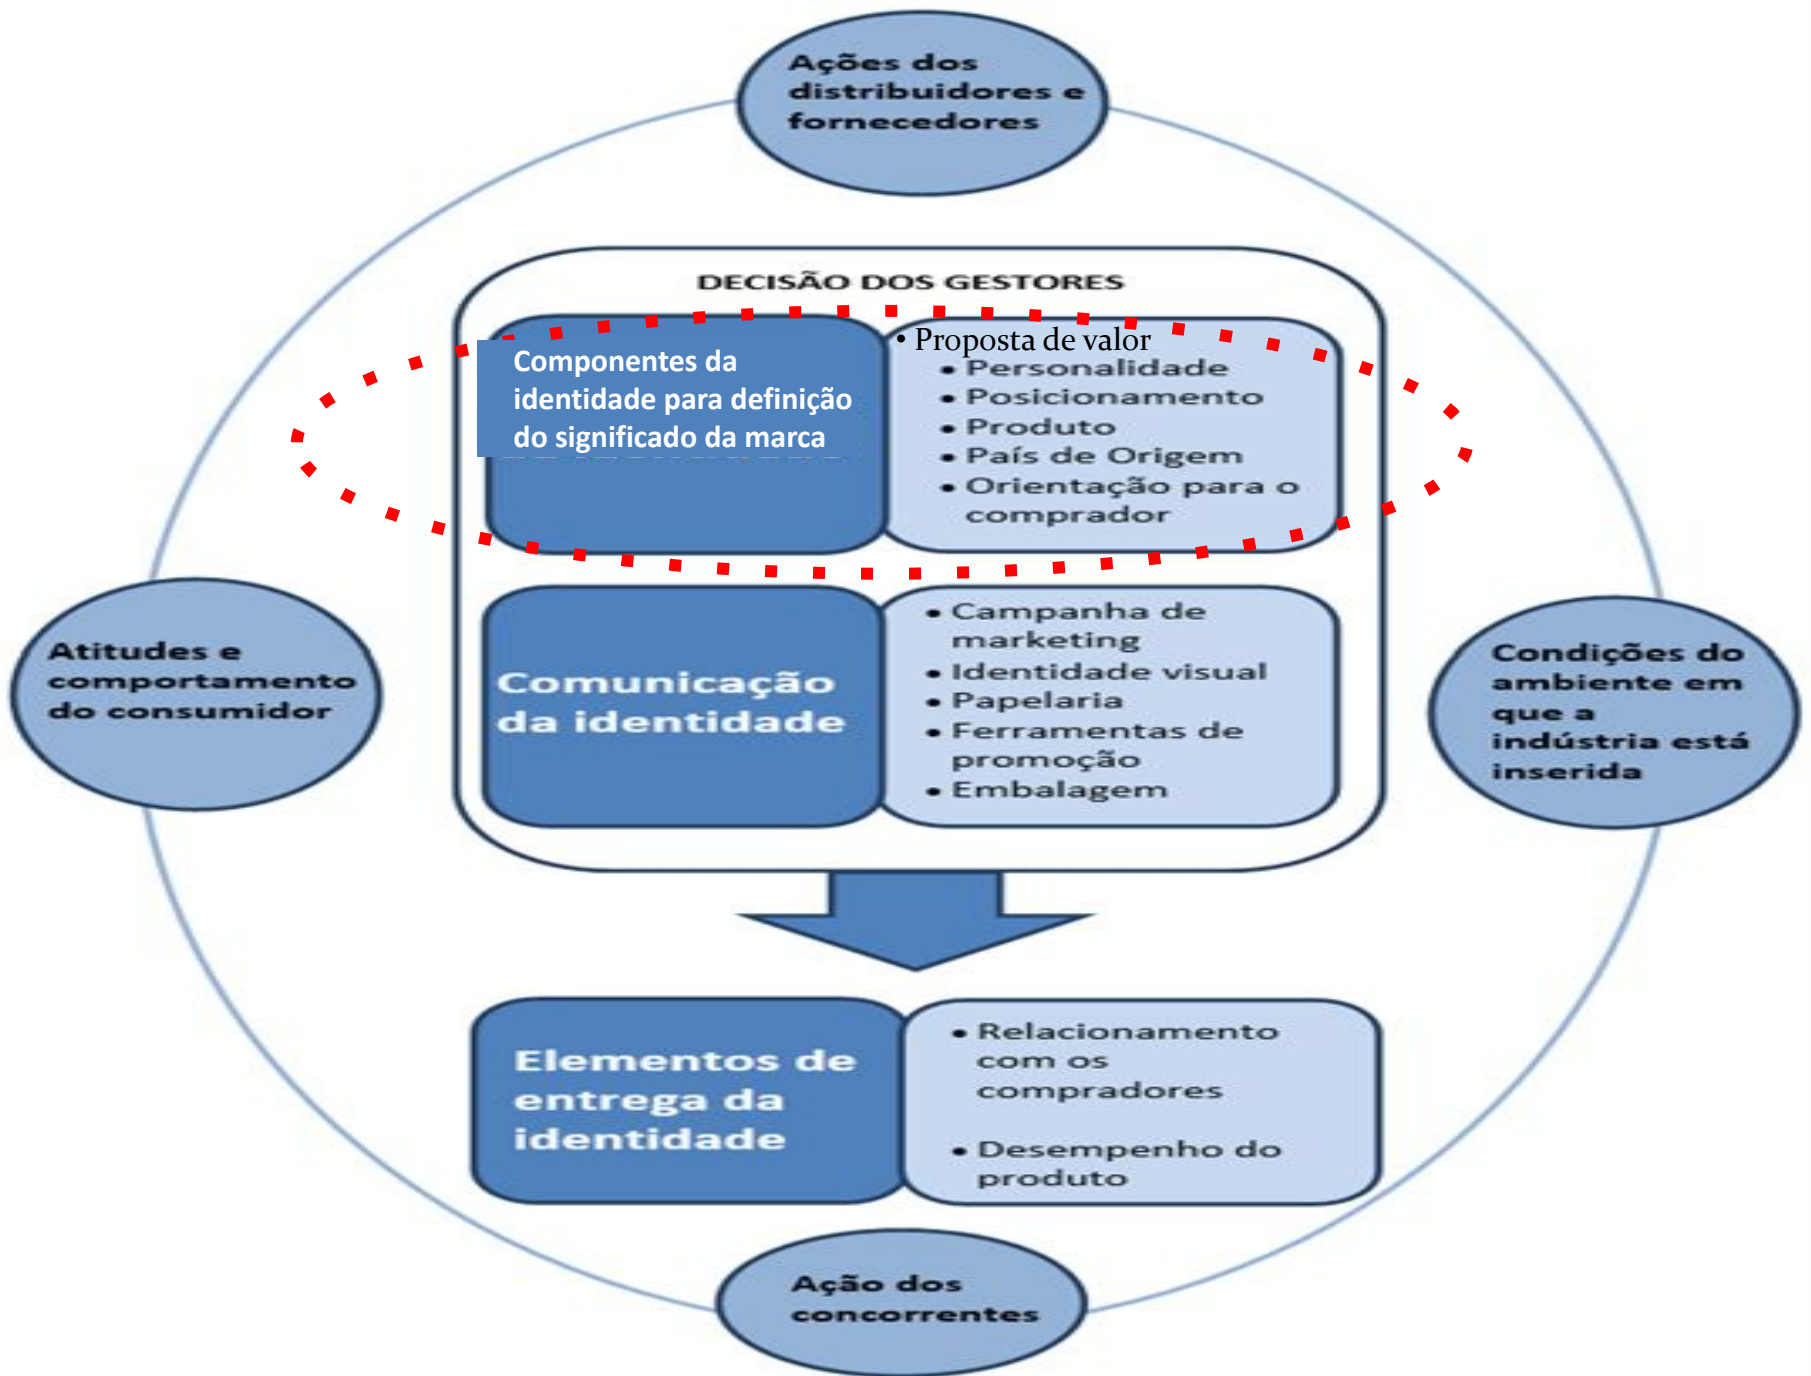 Ações dos
distribuidores e
fornecedores
DECISÃO DOS GESTORES
Componentes da
identidade para definição
do significado da marca
• Proposta de valor
• Personalidade
• Posicionamento
• Produto
• País de Origem
• Orientação para o
comprador
Atitudes e
comportamento
do consumidor
Comunicação
da identidade
• Campanha de
marketing
• Identidade visual
• Papelaria
• Ferramentas de
promoção
• Embalagem
Condições do
ambiente em
que a
indústria está
inserida
Elementos de
entrega da
identidade
• Relacionamento
com os
compradores
• Desempenho do
produto
Ação dos
concorrentes